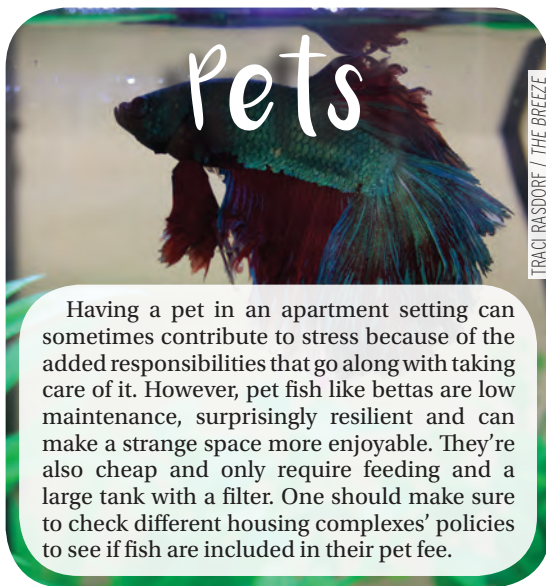 Pets
TRACI RASDORF / THE BREEZE
Having a pet in an apartment setting can
sometimes contribute to stress because of the
added responsibilities that go along with taking
care of it. However, pet fish like bettas are low
maintenance, surprisingly resilient and can
make a strange space more enjoyable. They're
also cheap and only require feeding and a
large tank with a filter. One should make sure
to check different housing complexes' policies
to see if fish are included in their pet fee.